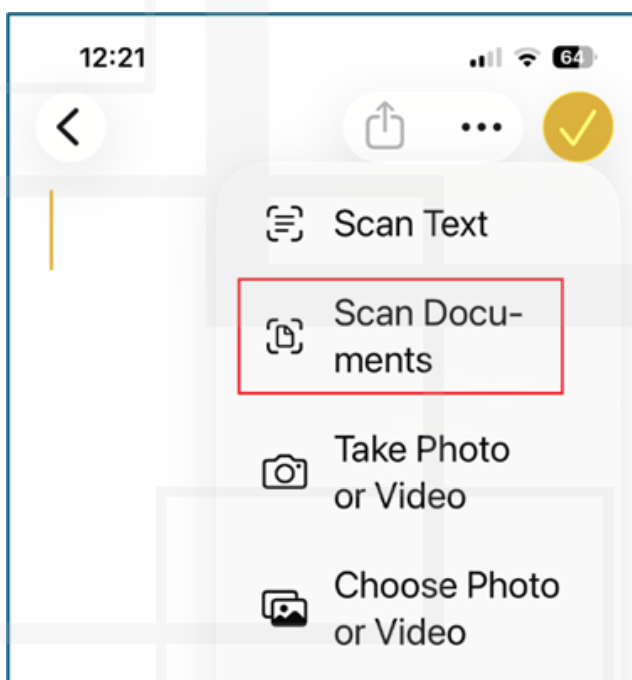 12:21
64
Scan Text
Scan Docu-
ments
Take Photo
or Video
Choose Photo
or Video